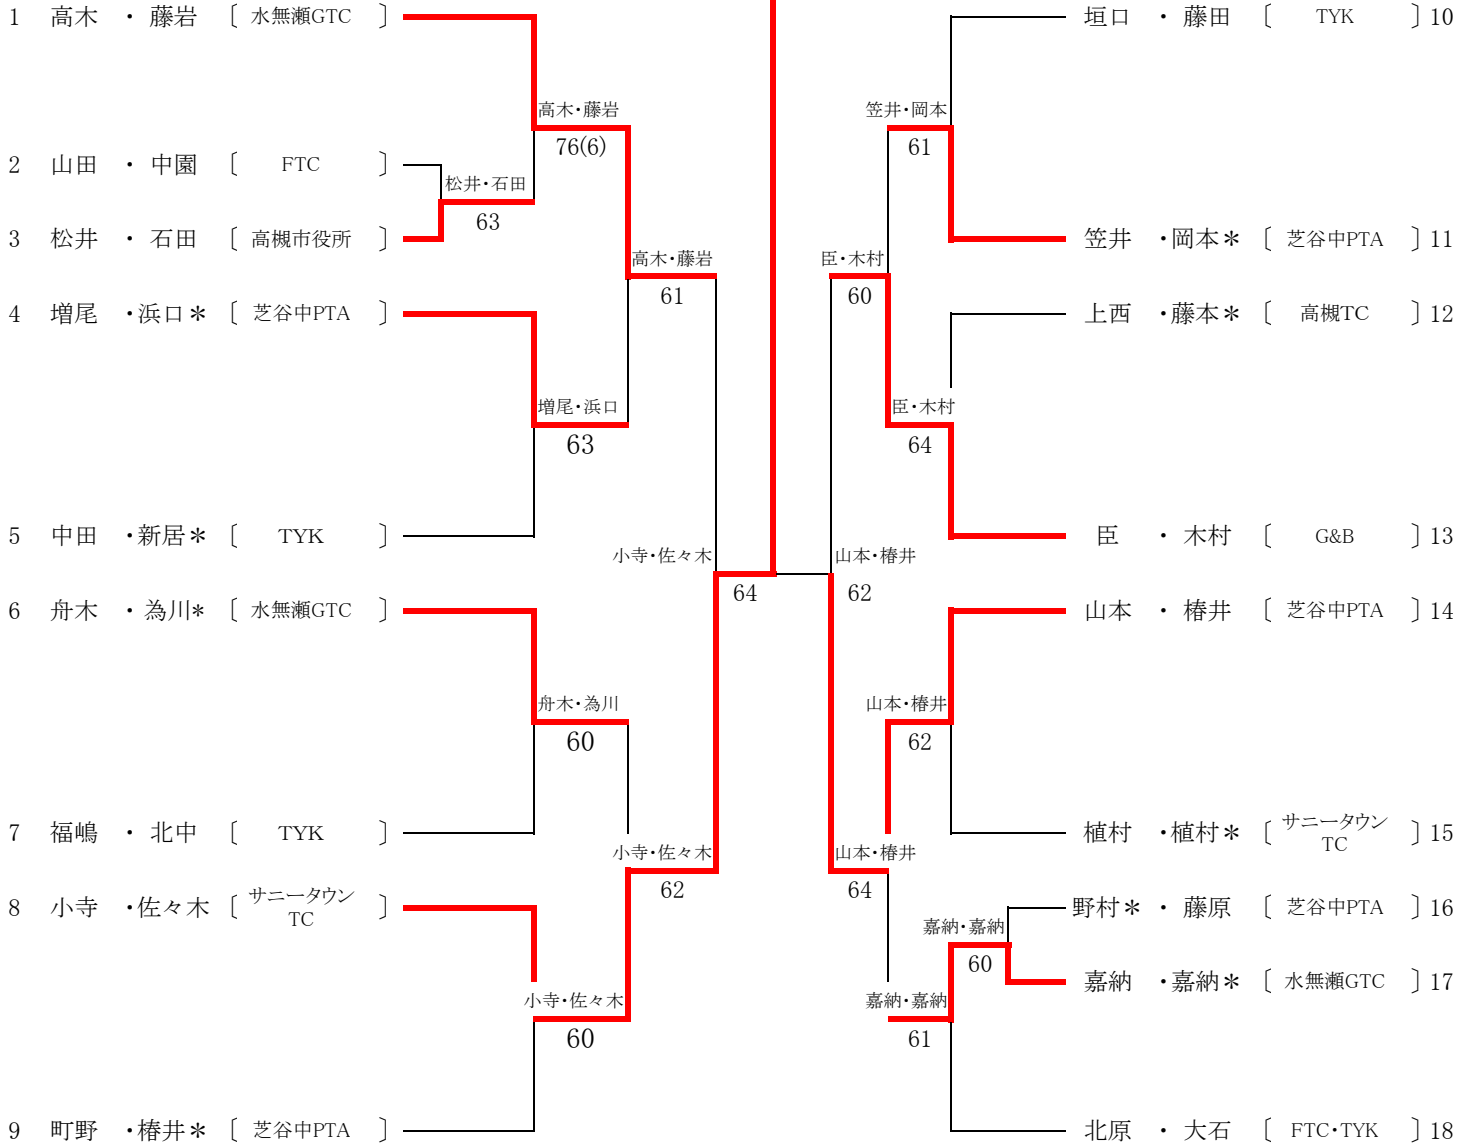 1 高木 ・ 藤岩 〔 水無瀬GTC 〕
垣口 ・ 藤田 〔 TYK 〕 10
高木・藤岩
笠井・岡本
76(6)
61
2 山田 ・ 中園 〔 FTC 〕
松井・石田
63
3 松井 ・ 石田 〔 高槻市役所 〕
笠井 ・岡本＊ 〔 芝谷中PTA 〕 11
高木・藤岩
臣・木村
61
60
4 増尾 ・浜口＊ 〔 芝谷中PTA 〕
上西 ・藤本＊ 〔 高槻TC 〕 12
増尾・浜口
臣・木村
63
64
5 中田 ・新居＊ 〔 TYK 〕
臣 ・ 木村 〔 G&B 〕 13
小寺・佐々木
山本・椿井
64
62
6 舟木 ・ 為川* 〔 水無瀬GTC 〕
山本 ・ 椿井 〔 芝谷中PTA 〕 14
舟木・為川
山本・椿井
60
62
7 福嶋 ・ 北中 〔 TYK 〕
植村 ・植村＊ 〔 サニータウン
TC 〕 15
小寺・佐々木
山本・椿井
62
64
8 小寺 ・佐々木 〔 サニータウン
TC 〕
野村＊ ・ 藤原 〔 芝谷中PTA 〕 16
嘉納・嘉納
60
嘉納 ・嘉納＊ 〔 水無瀬GTC 〕 17
小寺・佐々木
嘉納・嘉納
60
61
9 町野 ・椿井＊ 〔 芝谷中PTA 〕
北原 ・ 大石 〔 FTC・TYK 〕 18